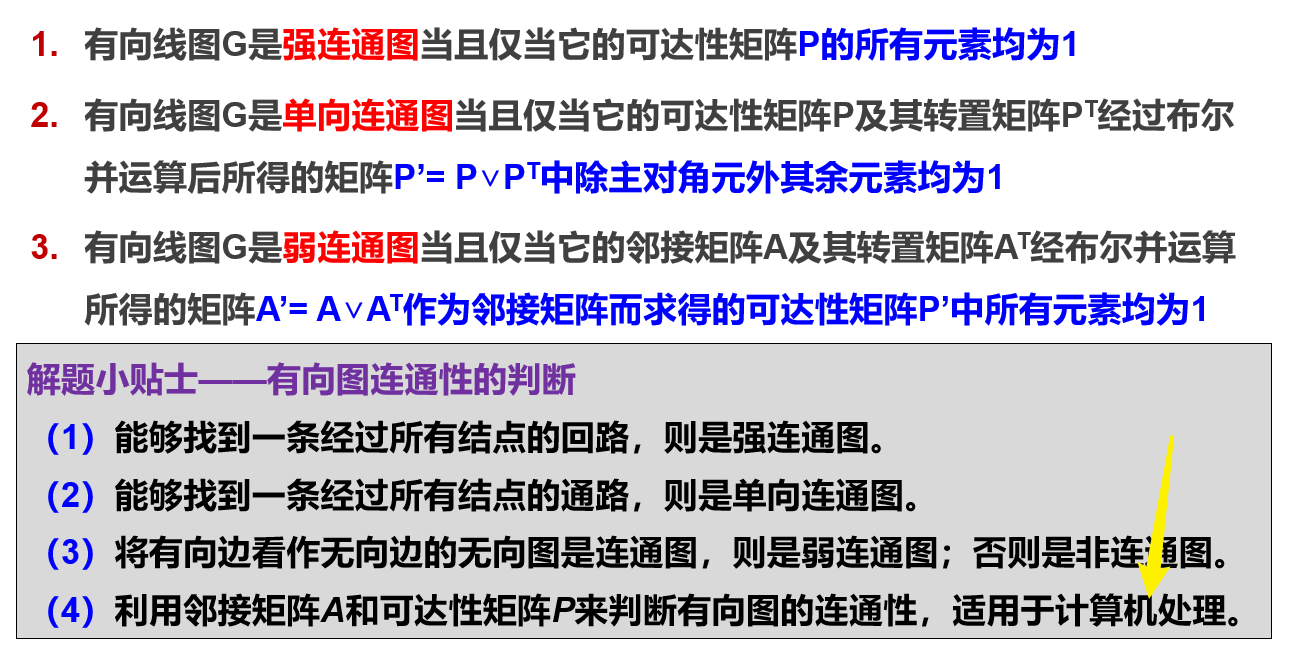 1. 有向线图G是强连通图当且仅当它的可达性矩阵P的所有元素均为1
2. 有向线图G是单向连通图当且仅当它的可达性矩阵P及其转置矩阵Pᵀ经过布尔
并运算后所得的矩阵P’= P∨Pᵀ中除主对角元外其余元素均为1
3. 有向线图G是弱连通图当且仅当它的邻接矩阵A及其转置矩阵Aᵀ经布尔并运算
所得的矩阵A’= A∨Aᵀ作为邻接矩阵而求得的可达性矩阵P’中所有元素均为1
解题小贴士——有向图连通性的判断
（1）能够找到一条经过所有结点的回路，则是强连通图。
（2）能够找到一条经过所有结点的通路，则是单向连通图。
（3）将有向边看作无向边的无向图是连通图，则是弱连通图；否则是非连通图。
（4）利用邻接矩阵A和可达性矩阵P来判断有向图的连通性，适用于计算机处理。